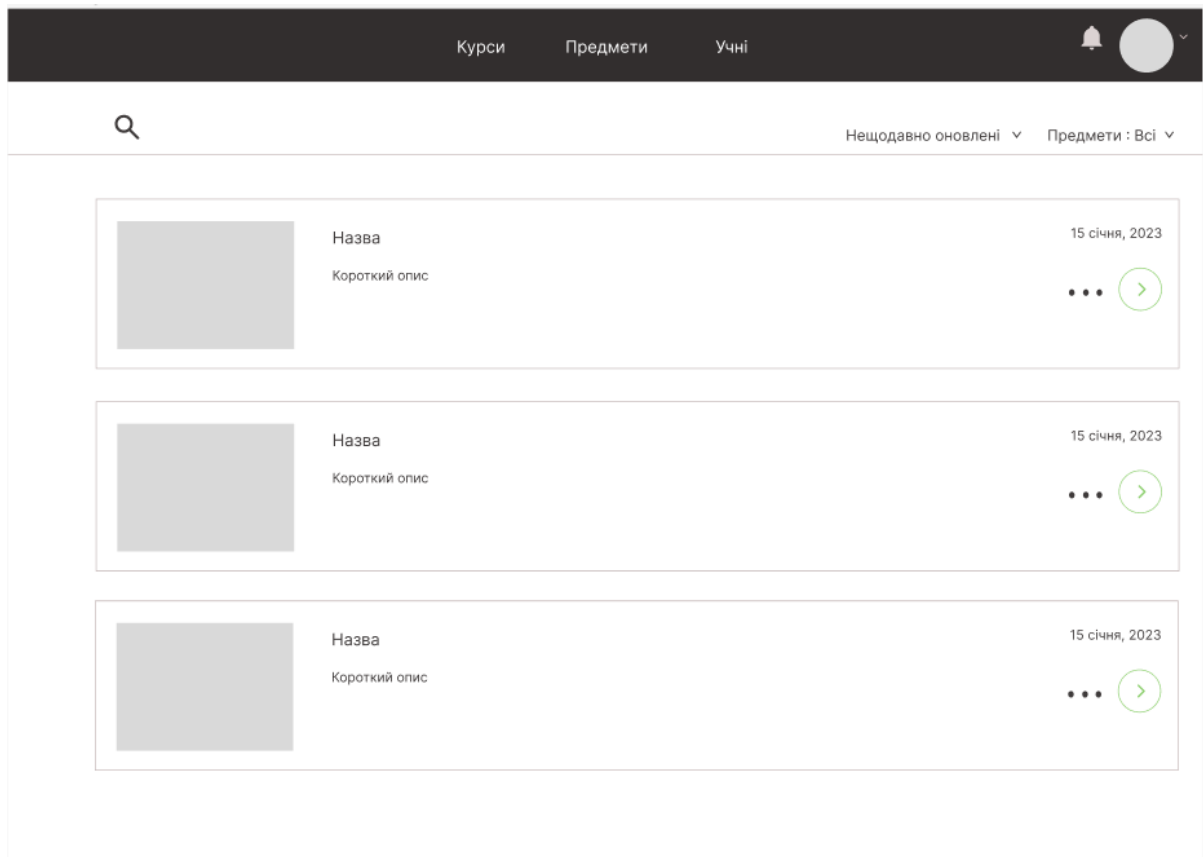 Курси Предмети Учні
Нещодавно оновлені Предмети : Всі
Назва
15 січня, 2023
Короткий опис
Назва
15 січня, 2023
Короткий опис
Назва
15 січня, 2023
Короткий опис